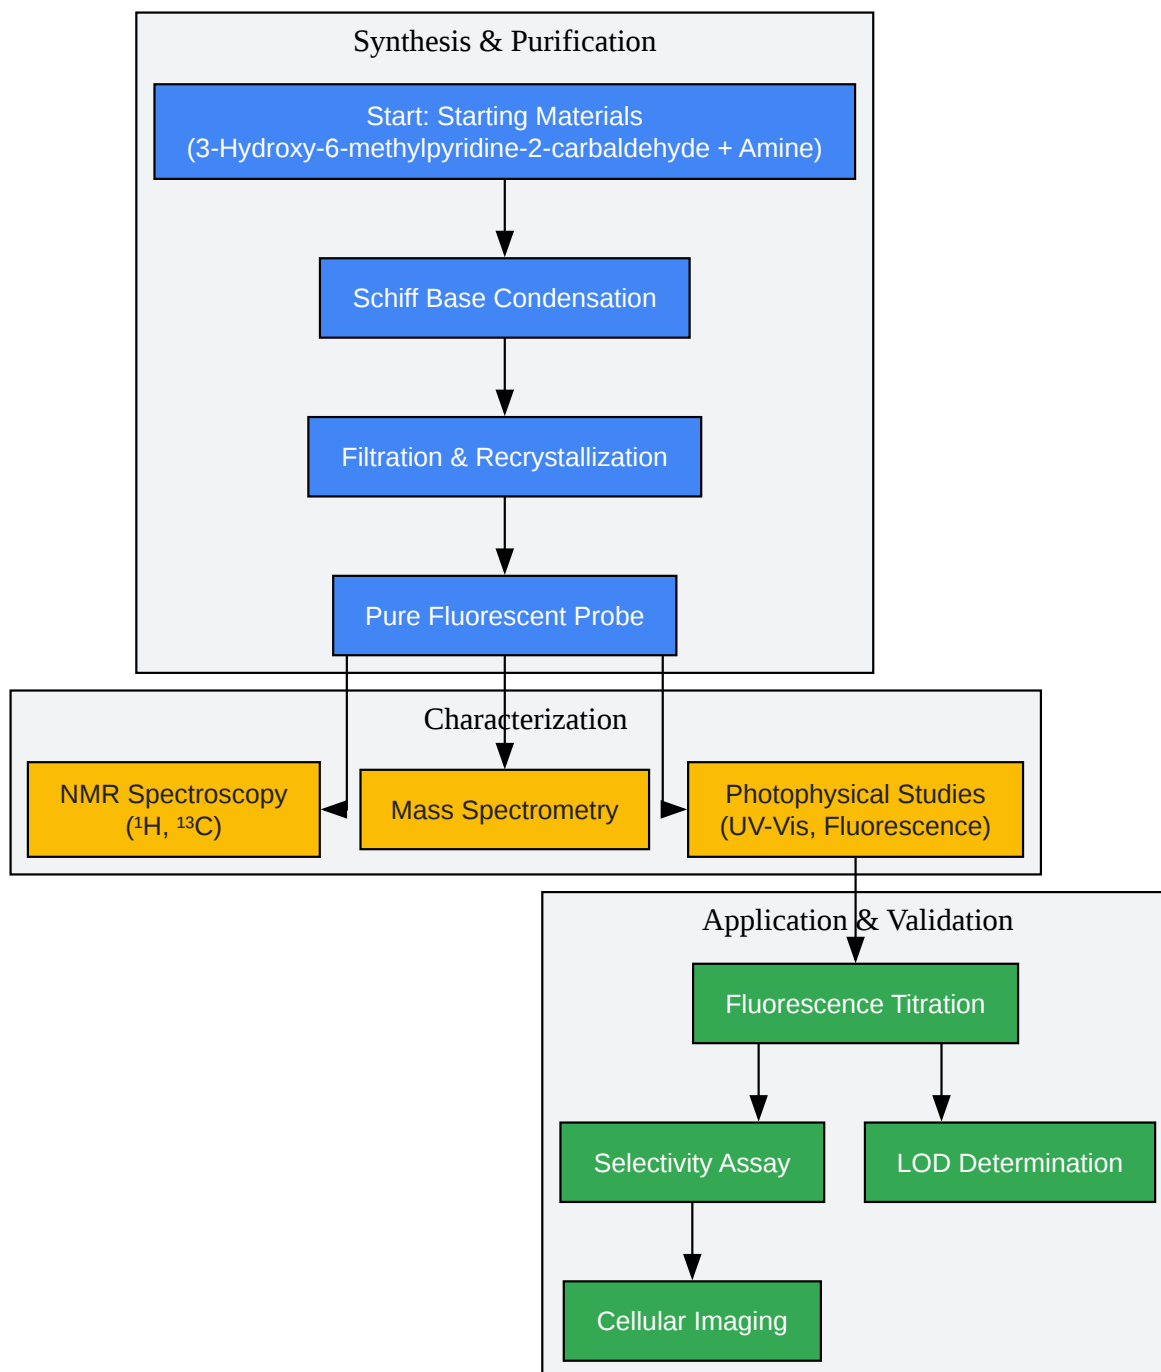 Synthesis & Purification
Start: Starting Materials
(3-Hydroxy-6-methylpyridine-2-carbaldehyde + Amine)
Schiff Base Condensation
Filtration & Recrystallization
Pure Fluorescent Probe
Characterization
NMR Spectroscopy
(¹H, ¹³C)
Mass Spectrometry
Photophysical Studies
(UV-Vis, Fluorescence)
Application & Validation
Fluorescence Titration
Selectivity Assay
LOD Determination
Cellular Imaging